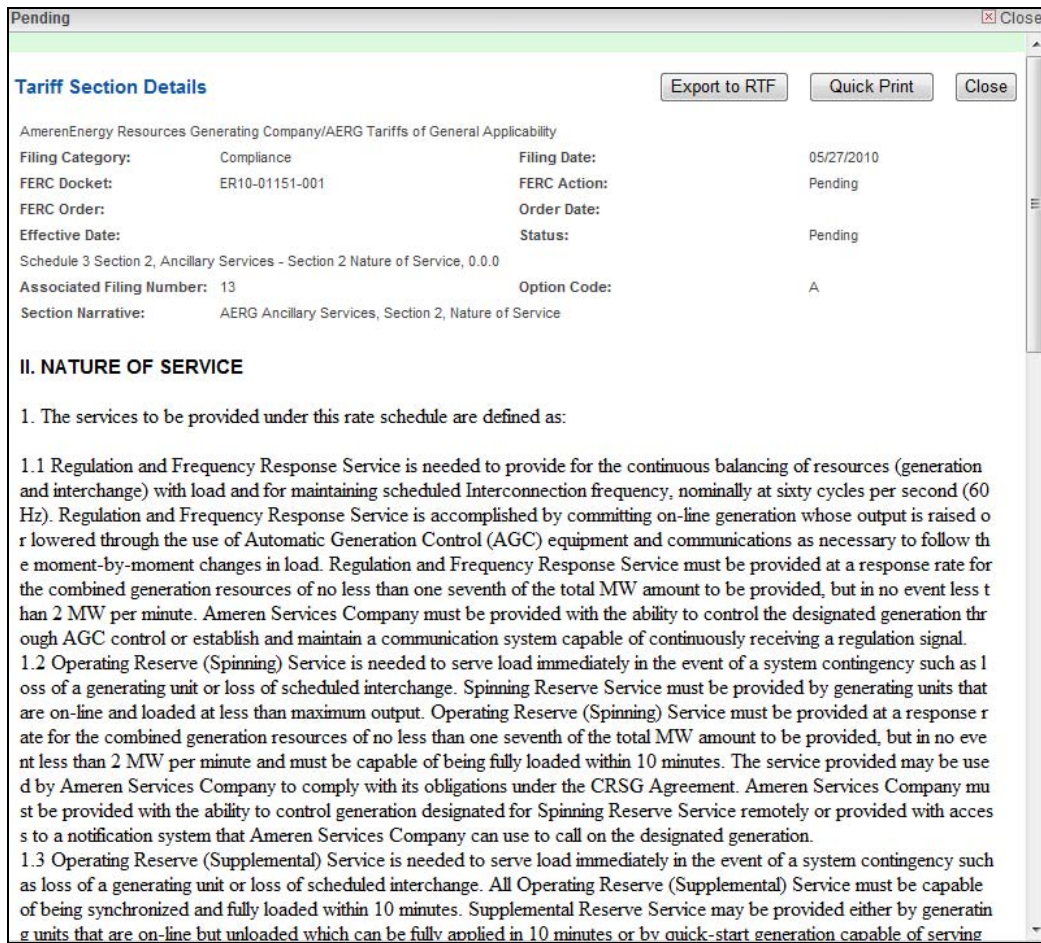 Pending Close
Tariff Section Details Export to RTF Quick Print Close
AmerenEnergy Resources Generating Company/AERG Tariffs of General Applicability
Filing Category: Compliance Filing Date: 05/27/2010
FERC Docket: ER10-01151-001 FERC Action: Pending
FERC Order: Order Date:
Effective Date: Status: Pending
Schedule 3 Section 2, Ancillary Services - Section 2 Nature of Service, 0.0.0
Associated Filing Number: 13 Option Code: A
Section Narrative: AERG Ancillary Services, Section 2, Nature of Service
II. NATURE OF SERVICE
1. The services to be provided under this rate schedule are defined as:
1.1 Regulation and Frequency Response Service is needed to provide for the continuous balancing of resources (generation
and interchange) with load and for maintaining scheduled Interconnection frequency, nominally at sixty cycles per second (60
Hz). Regulation and Frequency Response Service is accomplished by committing on-line generation whose output is raised o
r lowered through the use of Automatic Generation Control (AGC) equipment and communications as necessary to follow th
e moment-by-moment changes in load. Regulation and Frequency Response Service must be provided at a response rate for
the combined generation resources of no less than one seventh of the total MW amount to be provided, but in no event less t
han 2 MW per minute. Ameren Services Company must be provided with the ability to control the designated generation thr
ough AGC control or establish and maintain a communication system capable of continuously receiving a regulation signal.
1.2 Operating Reserve (Spinning) Service is needed to serve load immediately in the event of a system contingency such as l
oss of a generating unit or loss of scheduled interchange. Spinning Reserve Service must be provided by generating units that
are on-line and loaded at less than maximum output. Operating Reserve (Spinning) Service must be provided at a response r
ate for the combined generation resources of no less than one seventh of the total MW amount to be provided, but in no eve
nt less than 2 MW per minute and must be capable of being fully loaded within 10 minutes. The service provided may be use
d by Ameren Services Company to comply with its obligations under the CRSG Agreement. Ameren Services Company mu
st be provided with the ability to control generation designated for Spinning Reserve Service remotely or provided with acces
s to a notification system that Ameren Services Company can use to call on the designated generation.
1.3 Operating Reserve (Supplemental) Service is needed to serve load immediately in the event of a system contingency such
as loss of a generating unit or loss of scheduled interchange. All Operating Reserve (Supplemental) Service must be capable
of being synchronized and fully loaded within 10 minutes. Supplemental Reserve Service may be provided either by generatin
g units that are on-line but unloaded which can be fully applied in 10 minutes or by quick-start generation capable of serving